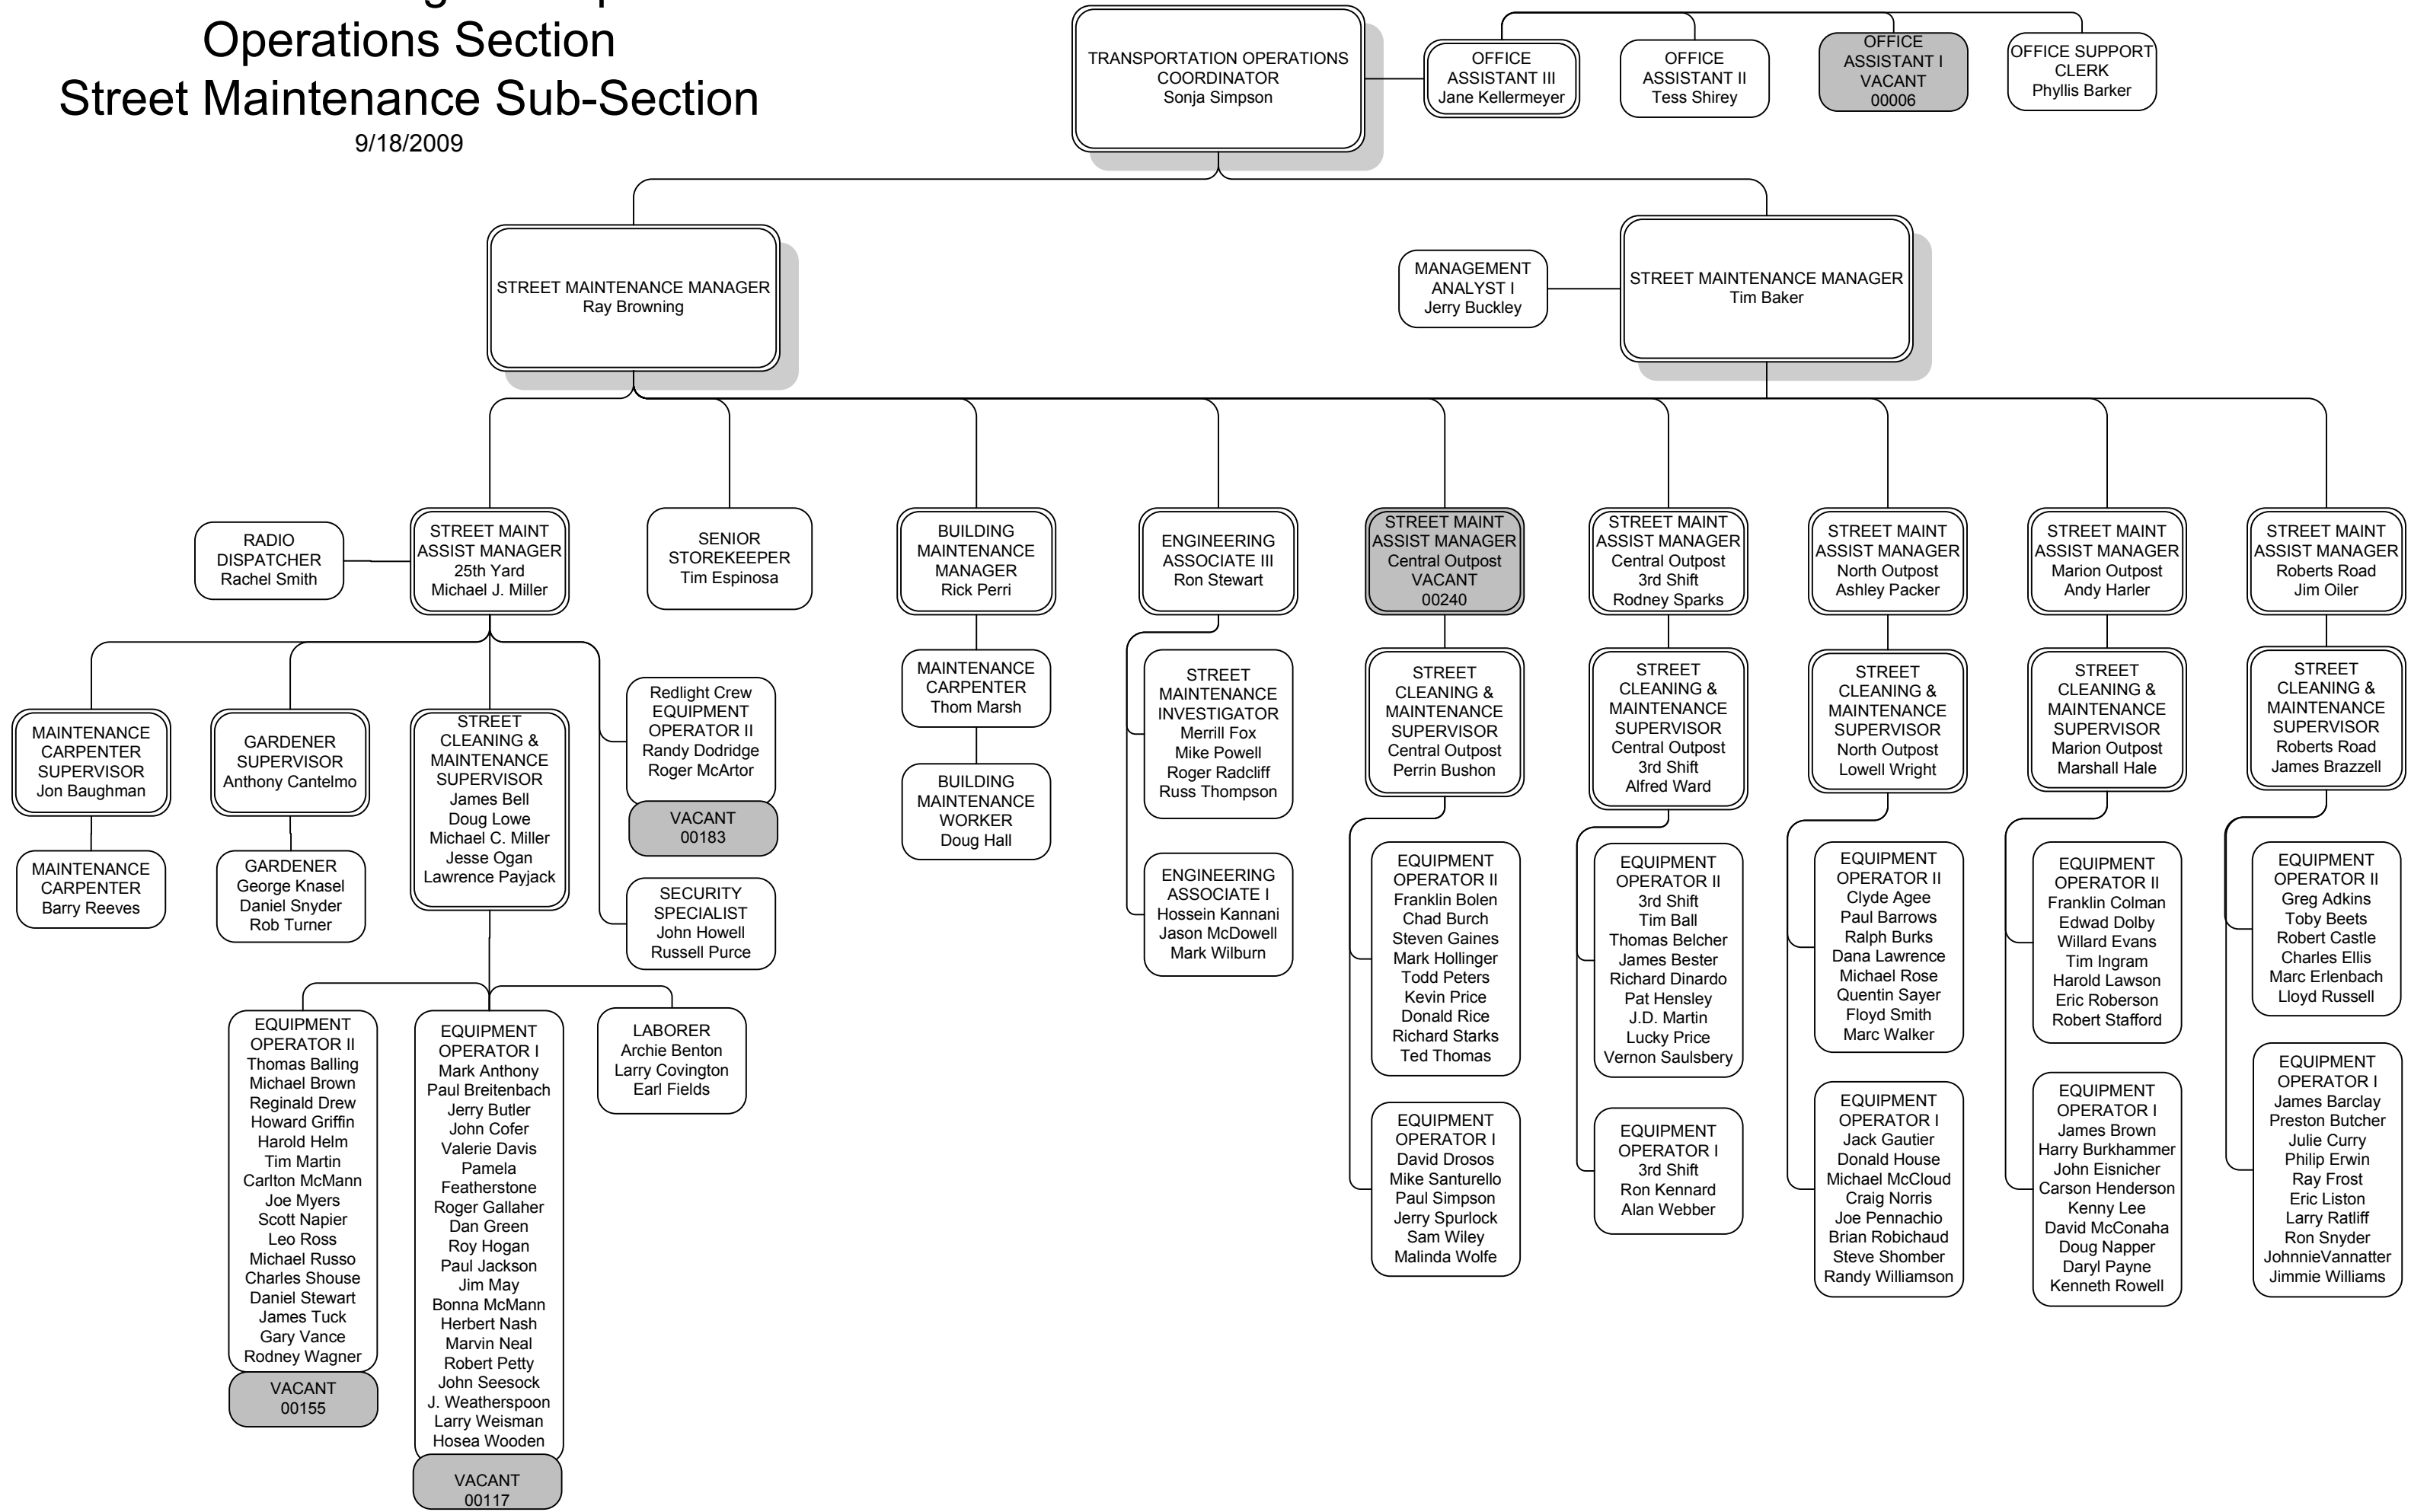 Operations Section
Street Maintenance Sub-Section
9/18/2009
TRANSPORTATION OPERATIONS
COORDINATOR
Sonja Simpson
OFFICE
ASSISTANT III
Jane Kellermeyer
OFFICE
ASSISTANT II
Tess Shirey
OFFICE
ASSISTANT I
VACANT
00006
OFFICE SUPPORT
CLERK
Phyllis Barker
STREET MAINTENANCE MANAGER
Ray Browning
MANAGEMENT
ANALYST I
Jerry Buckley
STREET MAINTENANCE MANAGER
Tim Baker
RADIO
DISPATCHER
Rachel Smith
STREET MAINT
ASSIST MANAGER
25th Yard
Michael J. Miller
SENIOR
STOREKEEPER
Tim Espinosa
BUILDING
MAINTENANCE
MANAGER
Rick Perri
ENGINEERING
ASSOCIATE III
Ron Stewart
STREET MAINT
ASSIST MANAGER
Central Outpost
VACANT
00240
STREET MAINT
ASSIST MANAGER
Central Outpost
3rd Shift
Rodney Sparks
STREET MAINT
ASSIST MANAGER
North Outpost
Ashley Packer
STREET MAINT
ASSIST MANAGER
Marion Outpost
Andy Harler
STREET MAINT
ASSIST MANAGER
Roberts Road
Jim Oiler
MAINTENANCE
CARPENTER
SUPERVISOR
Jon Baughman
GARDENER
SUPERVISOR
Anthony Cantelmo
STREET
CLEANING &
MAINTENANCE
SUPERVISOR
James Bell
Doug Lowe
Michael C. Miller
Jesse Ogan
Lawrence Payjack
Redlight Crew
EQUIPMENT
OPERATOR II
Randy Dodridge
Roger McArtor
VACANT
00183
SECURITY
SPECIALIST
John Howell
Russell Purce
MAINTENANCE
CARPENTER
Barry Reeves
GARDENER
George Knasel
Daniel Snyder
Rob Turner
MAINTENANCE
CARPENTER
Thom Marsh
BUILDING
MAINTENANCE
WORKER
Doug Hall
STREET
MAINTENANCE
INVESTIGATOR
Merrill Fox
Mike Powell
Roger Radcliff
Russ Thompson
ENGINEERING
ASSOCIATE I
Hossein Kannani
Jason McDowell
Mark Wilburn
STREET
CLEANING &
MAINTENANCE
SUPERVISOR
Central Outpost
Perrin Bushon
STREET
CLEANING &
MAINTENANCE
SUPERVISOR
Central Outpost
3rd Shift
Alfred Ward
STREET
CLEANING &
MAINTENANCE
SUPERVISOR
North Outpost
Lowell Wright
STREET
CLEANING &
MAINTENANCE
SUPERVISOR
Marion Outpost
Marshall Hale
STREET
CLEANING &
MAINTENANCE
SUPERVISOR
Roberts Road
James Brazzell
EQUIPMENT
OPERATOR II
Franklin Bolen
Chad Burch
Steven Gaines
Mark Hollinger
Todd Peters
Kevin Price
Donald Rice
Richard Starks
Ted Thomas
EQUIPMENT
OPERATOR II
3rd Shift
Tim Ball
Thomas Belcher
James Bester
Richard Dinardo
Pat Hensley
J.D. Martin
Lucky Price
Vernon Saulsbery
EQUIPMENT
OPERATOR II
Clyde Agee
Paul Barrows
Ralph Burks
Dana Lawrence
Michael Rose
Quentin Sayer
Floyd Smith
Marc Walker
EQUIPMENT
OPERATOR II
Franklin Colman
Edwad Dolby
Willard Evans
Tim Ingram
Harold Lawson
Eric Roberson
Robert Stafford
EQUIPMENT
OPERATOR II
Greg Adkins
Toby Beets
Robert Castle
Charles Ellis
Marc Erlenbach
Lloyd Russell
EQUIPMENT
OPERATOR II
Thomas Balling
Michael Brown
Reginald Drew
Howard Griffin
Harold Helm
Tim Martin
Carlton McMann
Joe Myers
Scott Napier
Leo Ross
Michael Russo
Charles Shouse
Daniel Stewart
James Tuck
Gary Vance
Rodney Wagner
VACANT
00155
EQUIPMENT
OPERATOR I
Mark Anthony
Paul Breitenbach
Jerry Butler
John Cofer
Valerie Davis
Pamela
Featherstone
Roger Gallaher
Dan Green
Roy Hogan
Paul Jackson
Jim May
Bonna McMann
Herbert Nash
Marvin Neal
Robert Petty
John Seesock
J. Weatherspoon
Larry Weisman
Hosea Wooden
VACANT
00117
LABORER
Archie Benton
Larry Covington
Earl Fields
EQUIPMENT
OPERATOR I
David Drosos
Mike Santurello
Paul Simpson
Jerry Spurlock
Sam Wiley
Malinda Wolfe
EQUIPMENT
OPERATOR I
3rd Shift
Ron Kennard
Alan Webber
EQUIPMENT
OPERATOR I
Jack Gautier
Donald House
Michael McCloud
Craig Norris
Joe Pennachio
Brian Robichaud
Steve Shomber
Randy Williamson
EQUIPMENT
OPERATOR I
James Brown
Harry Burkhammer
John Eisnicher
Carson Henderson
Kenny Lee
David McConaha
Doug Napper
Daryl Payne
Kenneth Rowell
EQUIPMENT
OPERATOR I
James Barclay
Preston Butcher
Julie Curry
Philip Erwin
Ray Frost
Eric Liston
Larry Ratliff
Ron Snyder
JohnnieVannatter
Jimmie Williams